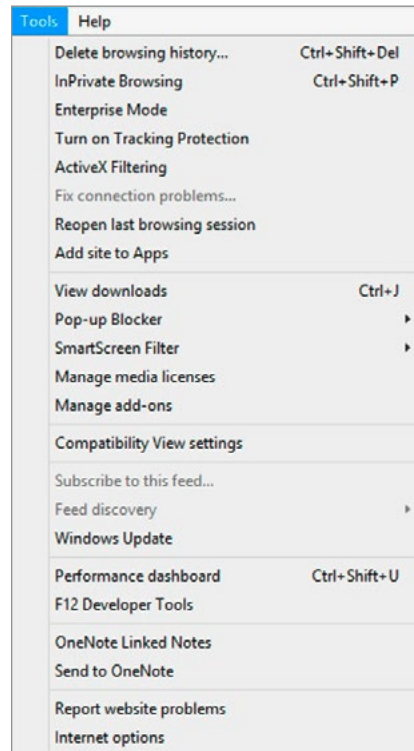 Tools Help
Delete browsing history... Ctrl+Shift+Del
InPrivate Browsing Ctrl+Shift+P
Enterprise Mode
Turn on Tracking Protection
ActiveX Filtering
Fix connection problems...
Reopen last browsing session
Add site to Apps
View downloads Ctrl+J
Pop-up Blocker
SmartScreen Filter
Manage media licenses
Manage add-ons
Compatibility View settings
Subscribe to this feed...
Feed discovery
Windows Update
Performance dashboard Ctrl+Shift+U
F12 Developer Tools
OneNote Linked Notes
Send to OneNote
Report website problems
Internet options